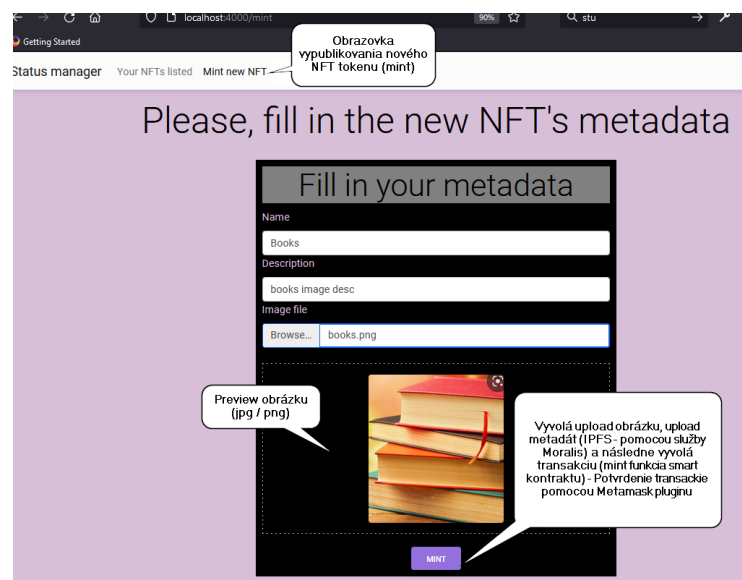 localhost:4000/mint
90%
stu
Getting Started
Obrazovka
vypublikovania nového
NFT tokenu (mint)
Status manager
Your NFTs listed
Mint new NFT
Please, fill in the new NFT's metadata
Fill in your metadata
Name
Books
Description
books image desc
Image file
Browse...
books.png
Preview obrázku
(jpg / png)
Vyvolá upload obrázku, upload
metadát (IPFS - pomocou služby
Moralis) a následne vyvolá
transakciu (mint funkcia smart
kontraktu) - Potvrdenie transackie
pomocou Metamask pluginu
MINT